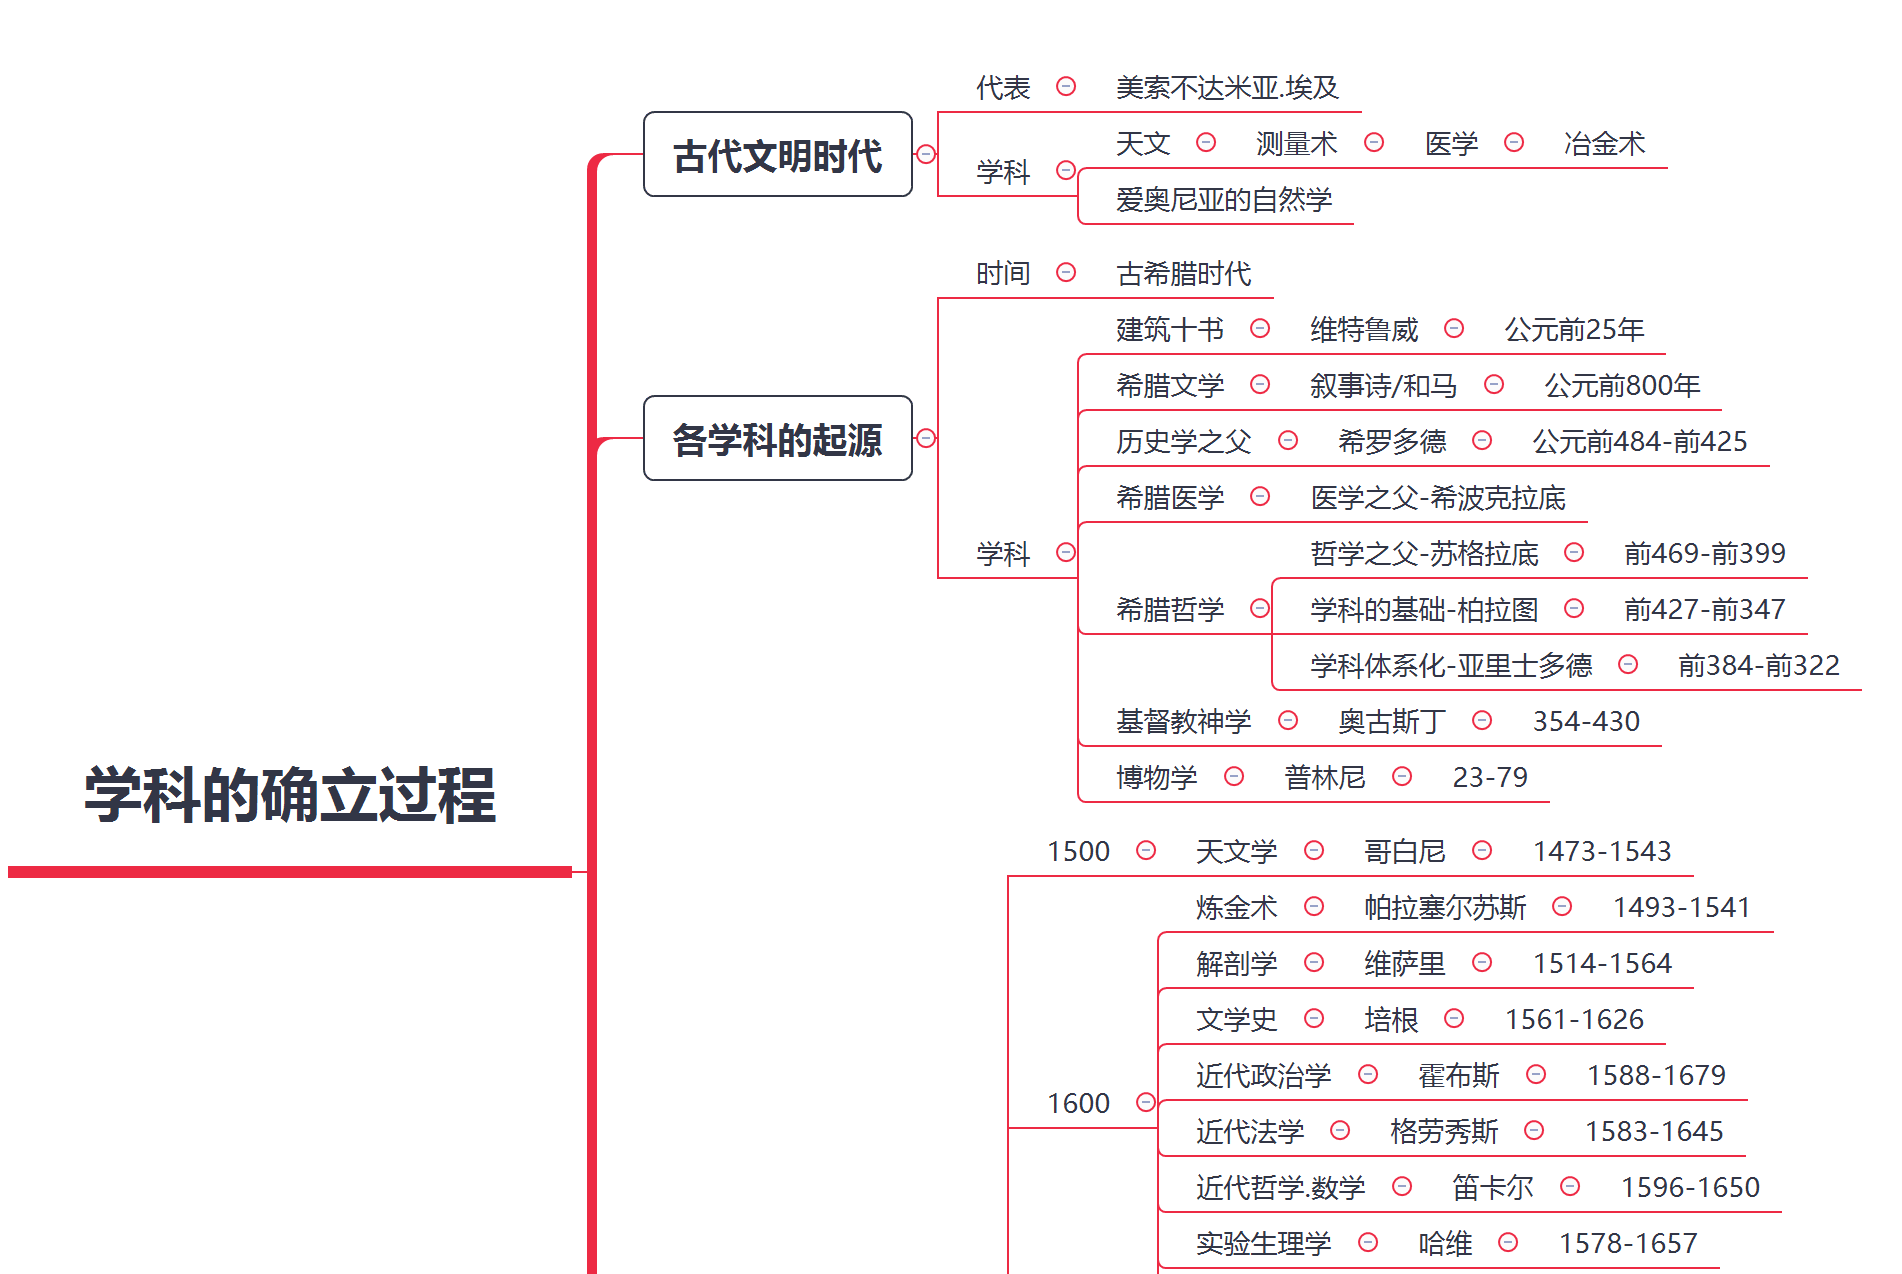 学科的确立过程
古代文明时代
代表 美索不达米亚.埃及
学科
天文 测量术 医学 冶金术
爱奥尼亚的自然学
各学科的起源
时间 古希腊时代
学科
建筑十书 维特鲁威 公元前25年
希腊文学 叙事诗/和马 公元前800年
历史学之父 希罗多德 公元前484-前425
希腊医学 医学之父-希波克拉底
希腊哲学
哲学之父-苏格拉底 前469-前399
学科的基础-柏拉图 前427-前347
学科体系化-亚里士多德 前384-前322
基督教神学 奥古斯丁 354-430
博物学 普林尼 23-79
1500 天文学 哥白尼 1473-1543
1600
炼金术 帕拉塞尔苏斯 1493-1541
解剖学 维萨里 1514-1564
文学史 培根 1561-1626
近代政治学 霍布斯 1588-1679
近代法学 格劳秀斯 1583-1645
近代哲学.数学 笛卡尔 1596-1650
实验生理学 哈维 1578-1657